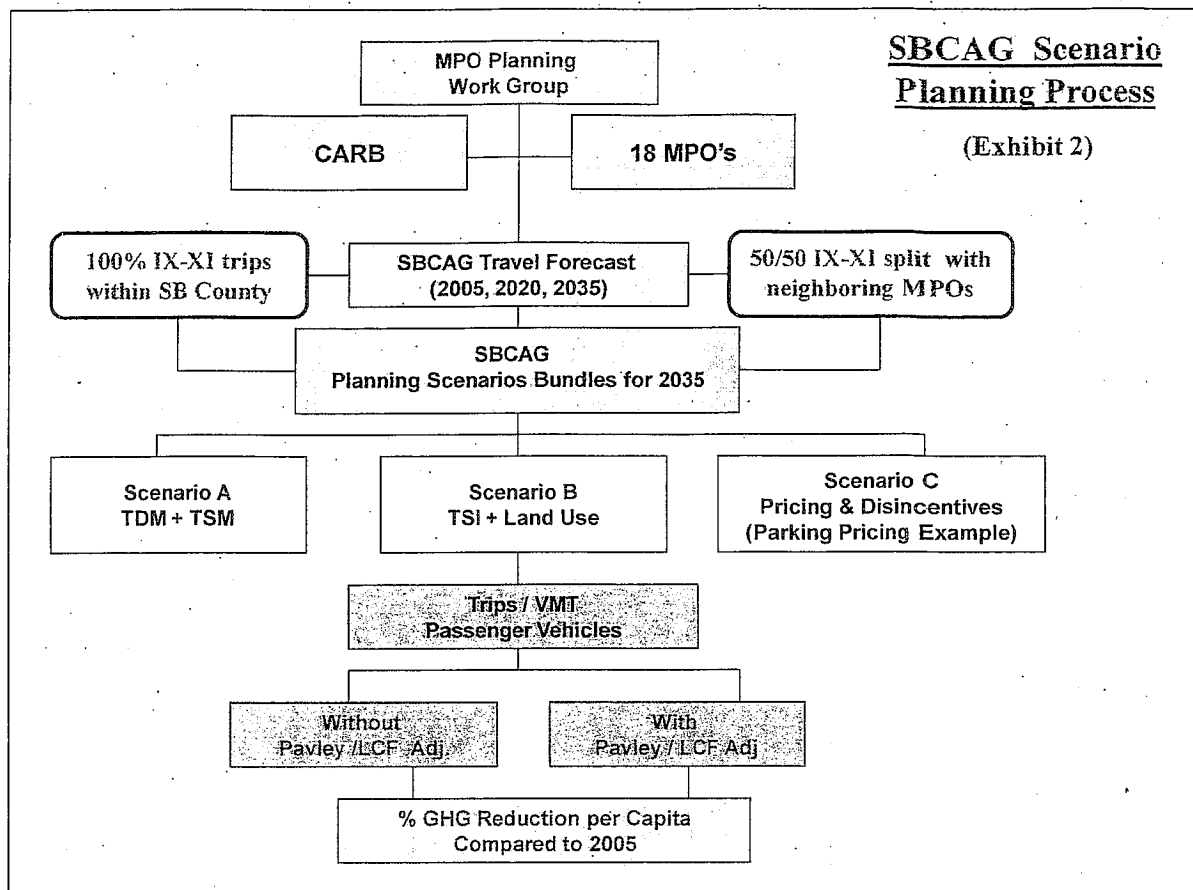 SBCAG Scenario
Planning Process
(Exhibit 2)
MPO Planning
Work Group
CARB
18 MPO's
100% IX-XI trips
within SB County
SBCAG Travel Forecast
(2005, 2020, 2035)
50/50 IX-XI split with
neighboring MPOs
SBCAG
Planning Scenarios Bundles for 2035
Scenario A
TDM + TSM
Scenario B
TSI + Land Use
Scenario C
Pricing & Disincentives
(Parking Pricing Example)
Trips / VMT
Passenger Vehicles
Without
Pavley /LCF Adj.
With
Pavley / LCF Adj
% GHG Reduction per Capita
Compared to 2005